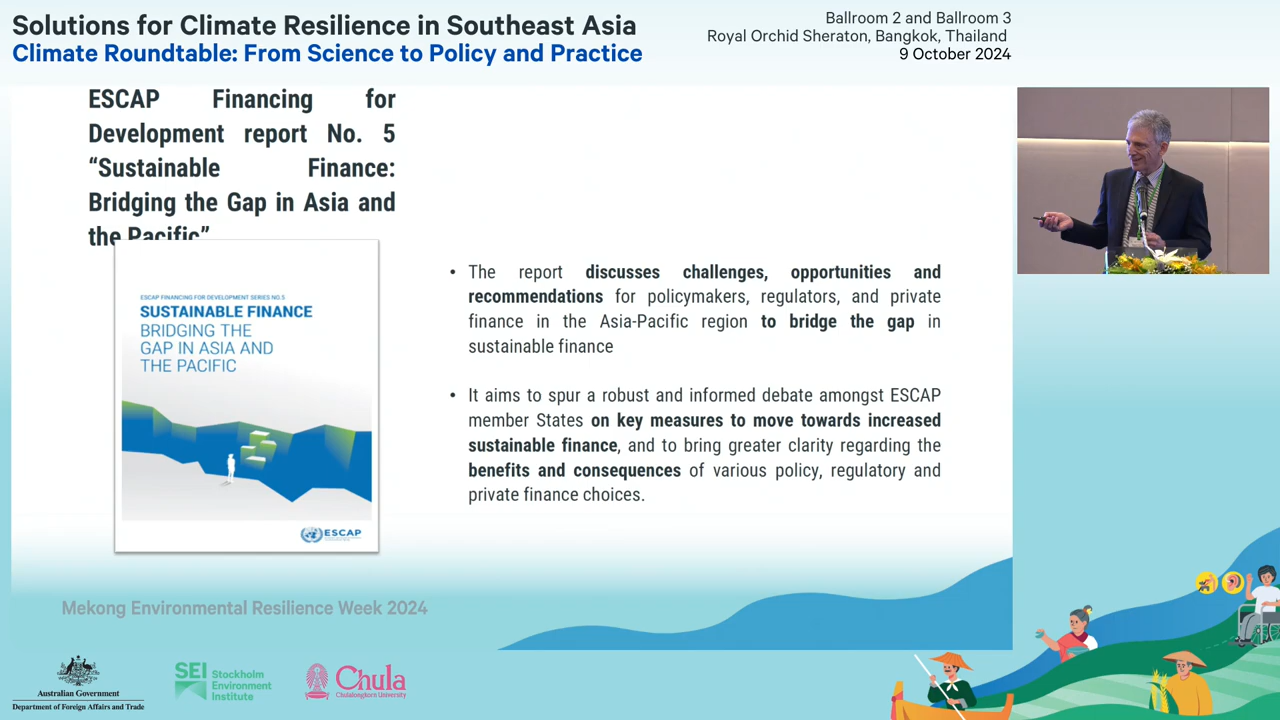 Solutions for Climate Resilience in Southeast Asia
Climate Roundtable: From Science to Policy and Practice
Ballroom 2 and Ballroom 3
Royal Orchid Sheraton, Bangkok, Thailand
9 October 2024
ESCAP Financing for
Development report No. 5
“Sustainable Finance:
Bridging the Gap in Asia and
the Pacific”
ESCAP FINANCING FOR DEVELOPMENT SERIES NO.5
SUSTAINABLE FINANCE
BRIDGING THE
GAP IN ASIA AND
THE PACIFIC
ESCAP
• The report discusses challenges, opportunities and
recommendations for policymakers, regulators, and private
finance in the Asia-Pacific region to bridge the gap in
sustainable finance
• It aims to spur a robust and informed debate amongst ESCAP
member States on key measures to move towards increased
sustainable finance, and to bring greater clarity regarding the
benefits and consequences of various policy, regulatory and
private finance choices.
Mekong Environmental Resilience Week 2024
Australian Government
Department of Foreign Affairs and Trade
SEI Stockholm
Environment
Institute
Chula
Chulalongkorn University